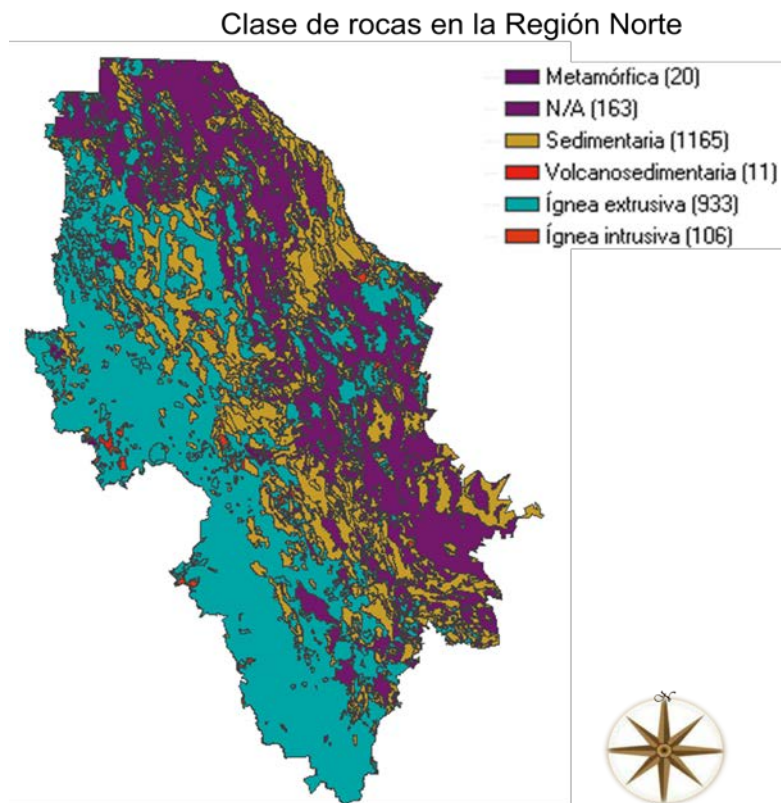 Clase de rocas en la Región Norte
Metamórfica (20)
N/A (163)
Sedimentaria (1165)
Volcanosedimentaria (11)
Ígnea extrusiva (933)
Ígnea intrusiva (106)
N